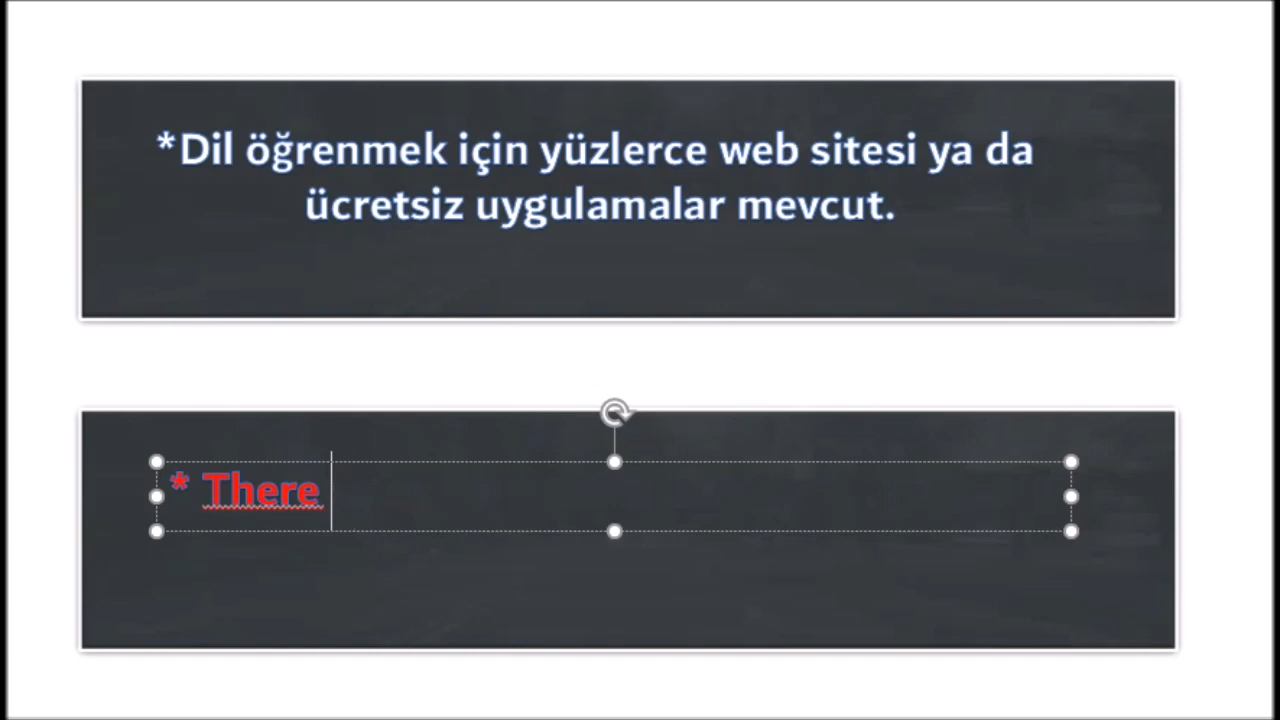 *Dil öğrenmek için yüzlerce web sitesi ya da
ücretsiz uygulamalar mevcut.
* There